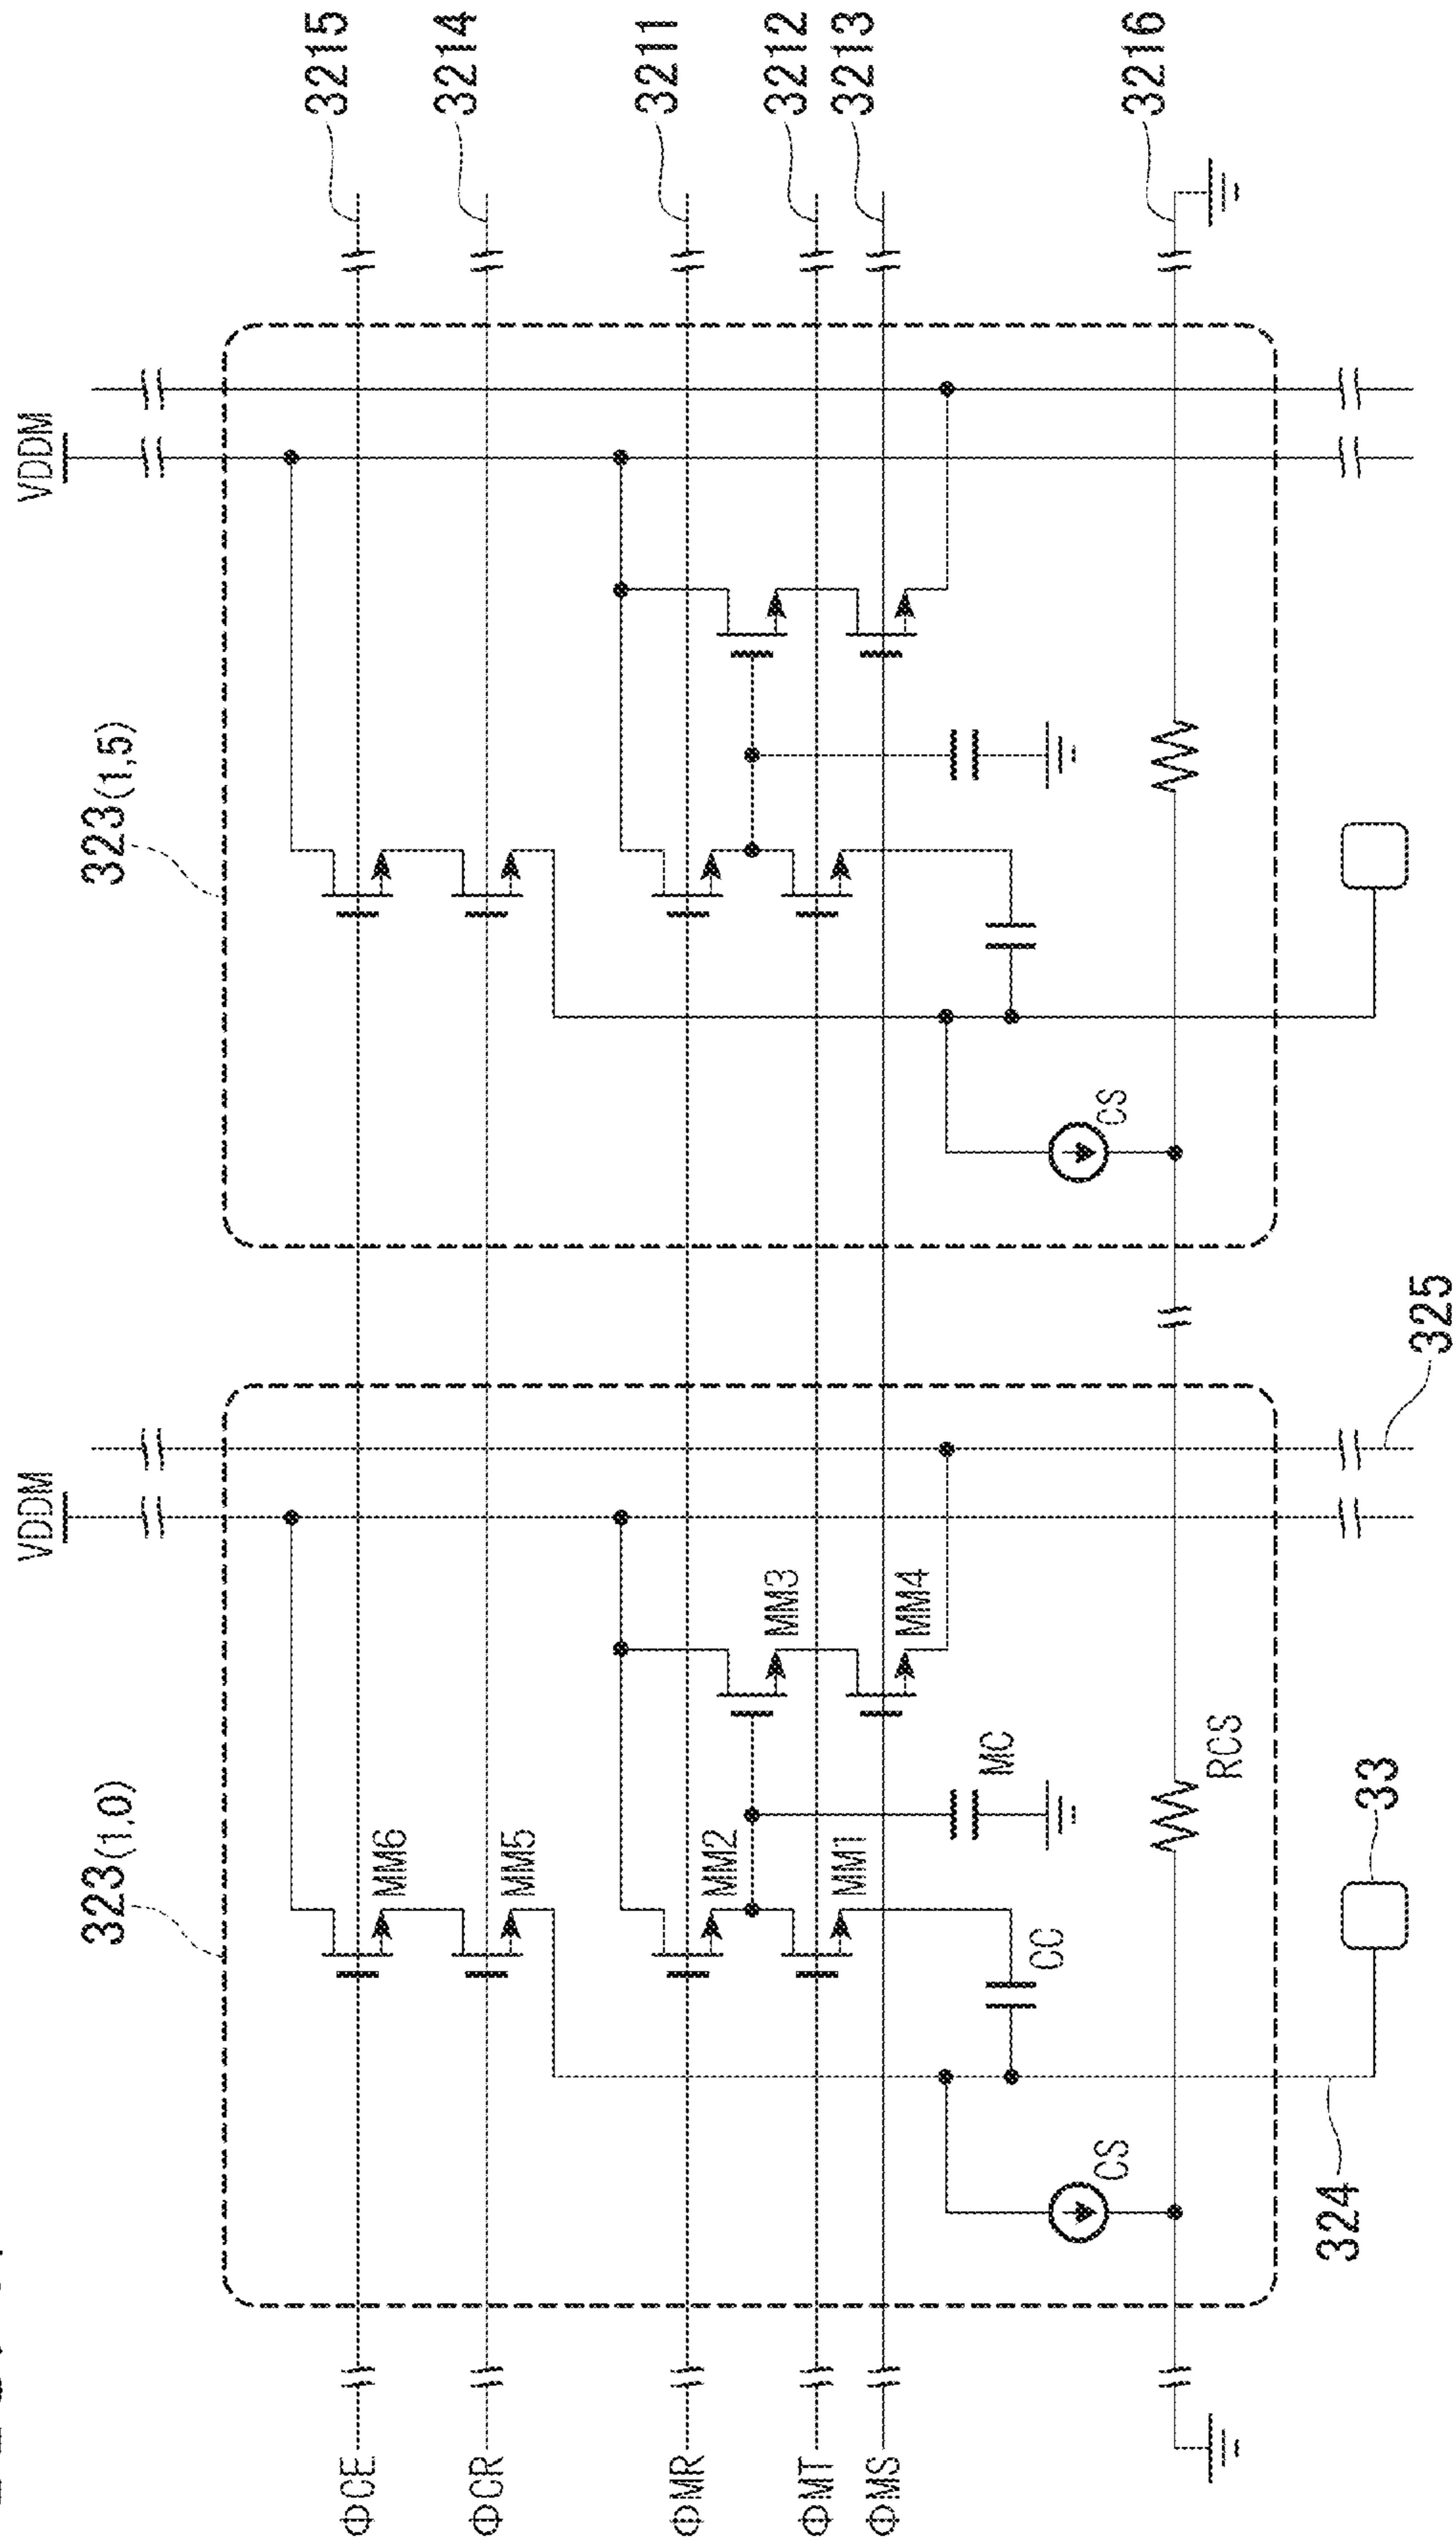 VDDM
VDDM
323(1,0)
323(1,5)
ΦCE
3215
MM6
ΦCR
3214
MM5
ΦMR
3211
MM2
MM3
ΦMT
3212
MM1
ΦMS
3213
MM4
MC
CC
CS
CS
RCS
3216
324
33
325